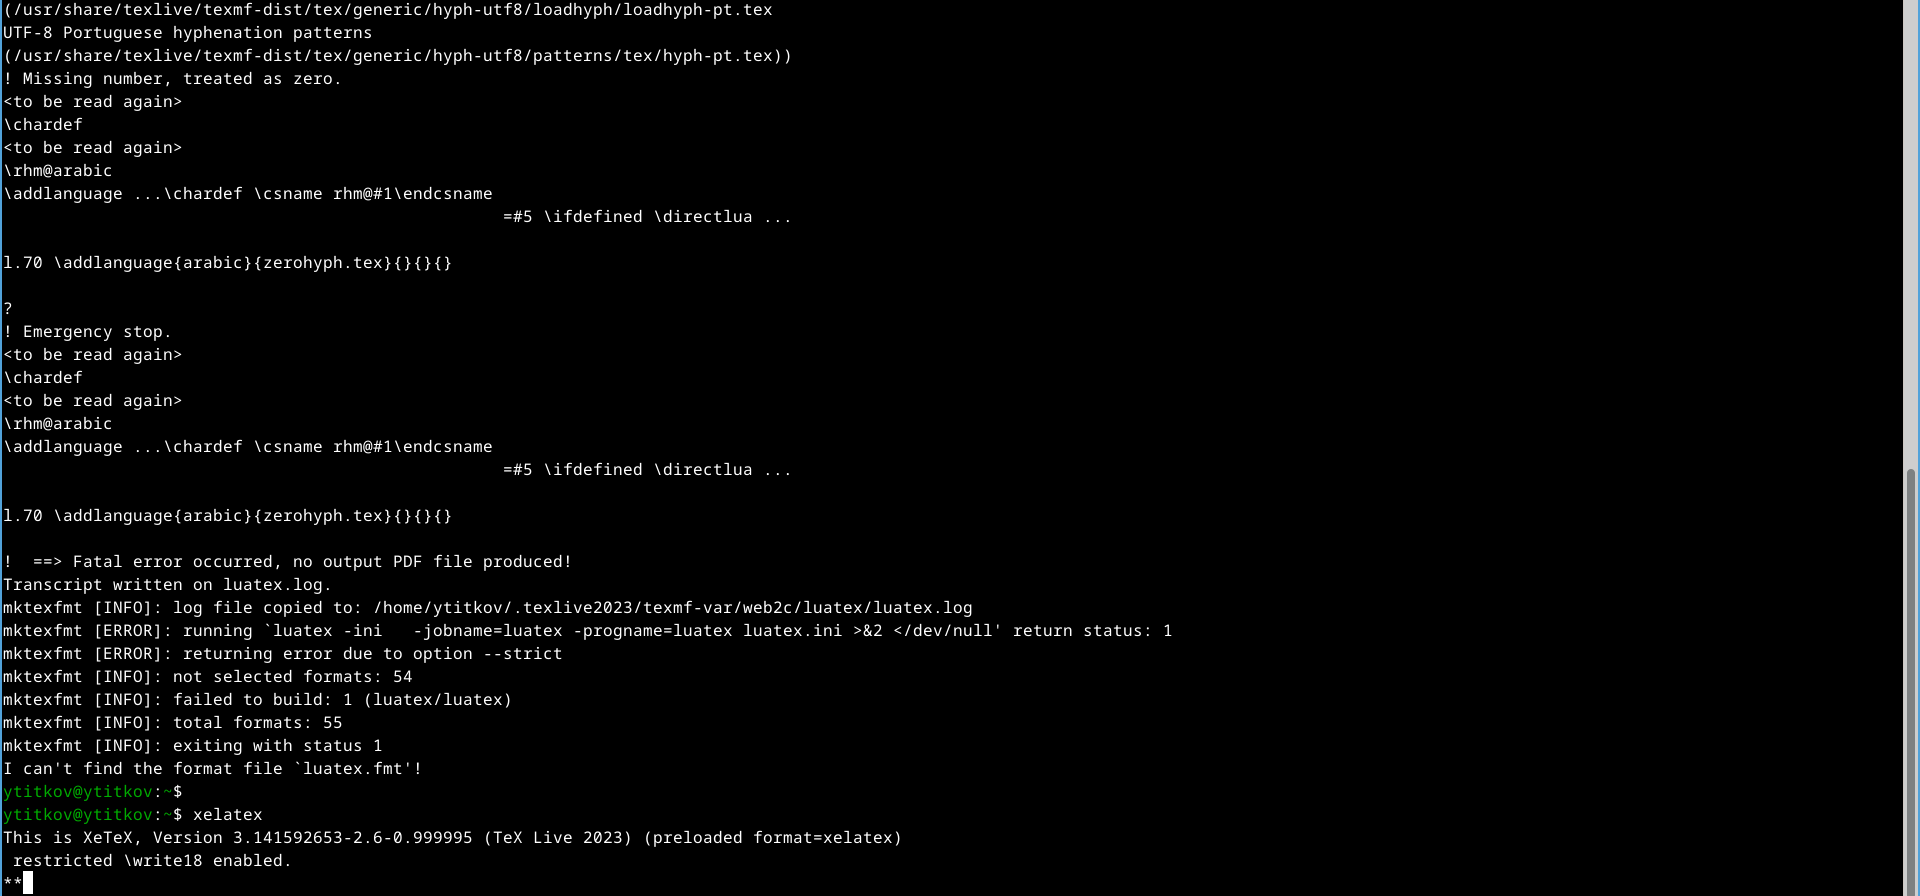 (/usr/share/texlive/texmf-dist/tex/generic/hyph-utf8/loadhyph/loadhyph-pt.tex
UTF-8 Portuguese hyphenation patterns
(/usr/share/texlive/texmf-dist/tex/generic/hyph-utf8/patterns/tex/hyph-pt.tex))
! Missing number, treated as zero.
<to be read again>
\chardef
<to be read again>
\rhm@arabic
\addlanguage ...\chardef \csname rhm@#1\endcsname
=#5 \ifdefined \directlua ...
l.70 \addlanguage{arabic}{zerohyph.tex}{}{}{}
?
! Emergency stop.
<to be read again>
\chardef
<to be read again>
\rhm@arabic
\addlanguage ...\chardef \csname rhm@#1\endcsname
=#5 \ifdefined \directlua ...
l.70 \addlanguage{arabic}{zerohyph.tex}{}{}{}
!  ==> Fatal error occurred, no output PDF file produced!
Transcript written on luatex.log.
mktexfmt [INFO]: log file copied to: /home/ytitkov/.texlive2023/texmf-var/web2c/luatex/luatex.log
mktexfmt [ERROR]: running `luatex -ini   -jobname=luatex -progname=luatex luatex.ini >&2 </dev/null' return status: 1
mktexfmt [ERROR]: returning error due to option --strict
mktexfmt [INFO]: not selected formats: 54
mktexfmt [INFO]: failed to build: 1 (luatex/luatex)
mktexfmt [INFO]: total formats: 55
mktexfmt [INFO]: exiting with status 1
I can't find the format file `luatex.fmt'!
ytitkov@ytitkov:~$
ytitkov@ytitkov:~$ xelatex
This is XeTeX, Version 3.141592653-2.6-0.999995 (TeX Live 2023) (preloaded format=xelatex)
 restricted \write18 enabled.
**